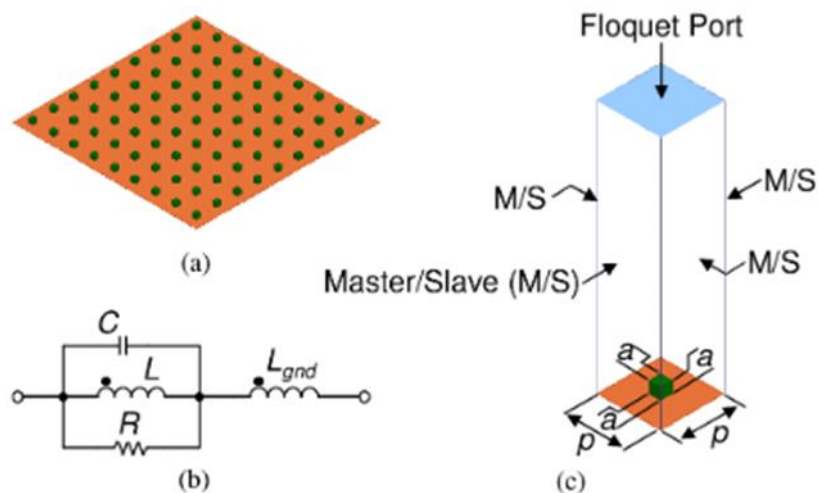 Floquet Port
M/S
M/S
Master/Slave (M/S)
M/S
a
a
a
p
p
(a)
C
L
L_gnd
R
(b)
(c)